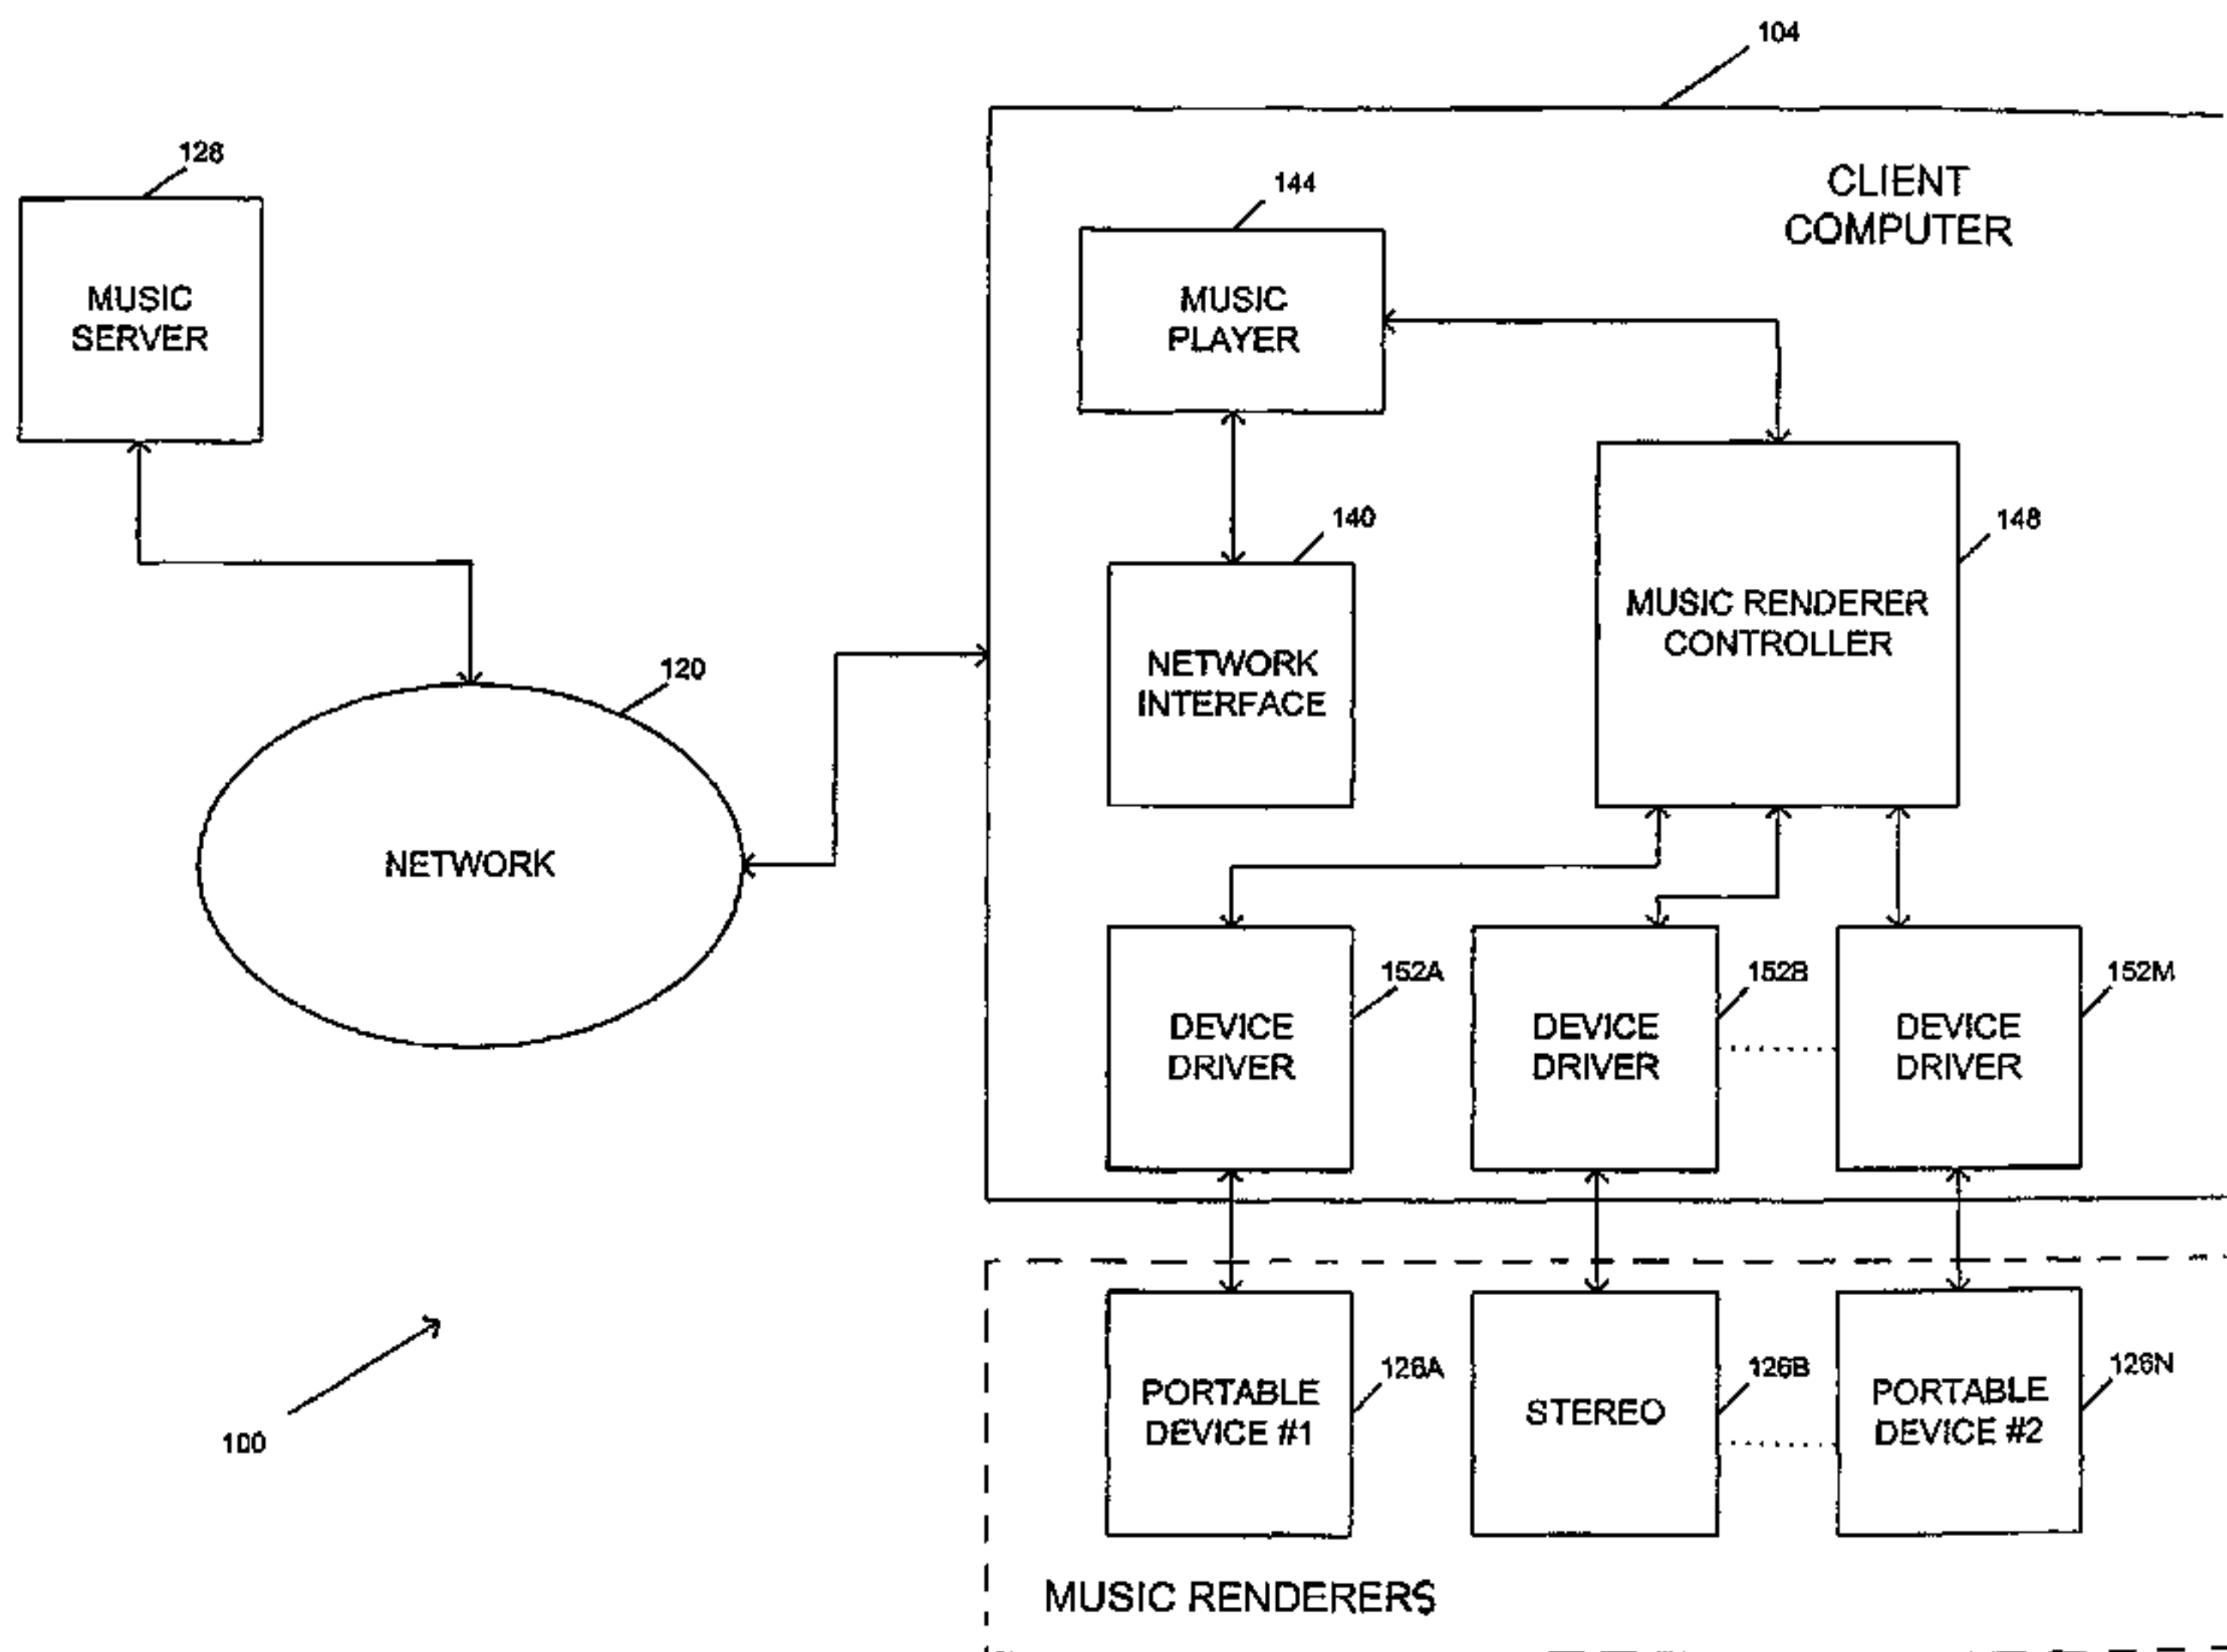 104
128
MUSIC
SERVER
144
CLIENT
COMPUTER
MUSIC
PLAYER
140
148
NETWORK
INTERFACE
MUSIC RENDERER
CONTROLLER
120
NETWORK
152A
DEVICE
DRIVER
152B
DEVICE
DRIVER
152M
DEVICE
DRIVER
126A
PORTABLE
DEVICE #1
126B
STEREO
126N
PORTABLE
DEVICE #2
100
MUSIC RENDERERS